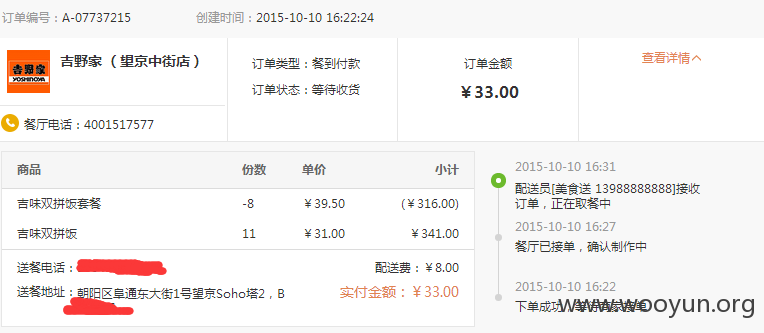 订单编号：A-07737215 创建时间：2015-10-10 16:22:24
吉野家
YOSHINOYA
吉野家（望京中街店）
餐厅电话：4001517577
订单类型：餐到付款
订单状态：等待收货
订单金额
￥33.00
查看详情
商品 份数 单价 小计
吉味双拼饭套餐 -8 ￥39.50 (￥316.00)
吉味双拼饭 11 ￥31.00 ￥341.00
送餐电话： 配送费：￥8.00
送餐地址：朝阳区阜通东大街1号望京Soho塔2，B 实付金额：￥33.00
2015-10-10 16:31
配送员[美食送 13988888888]接收
订单，正在取餐中
2015-10-10 16:27
餐厅已接单，确认制作中
2015-10-10 16:22
下单成功，等待商家接单
www.wooyun.org